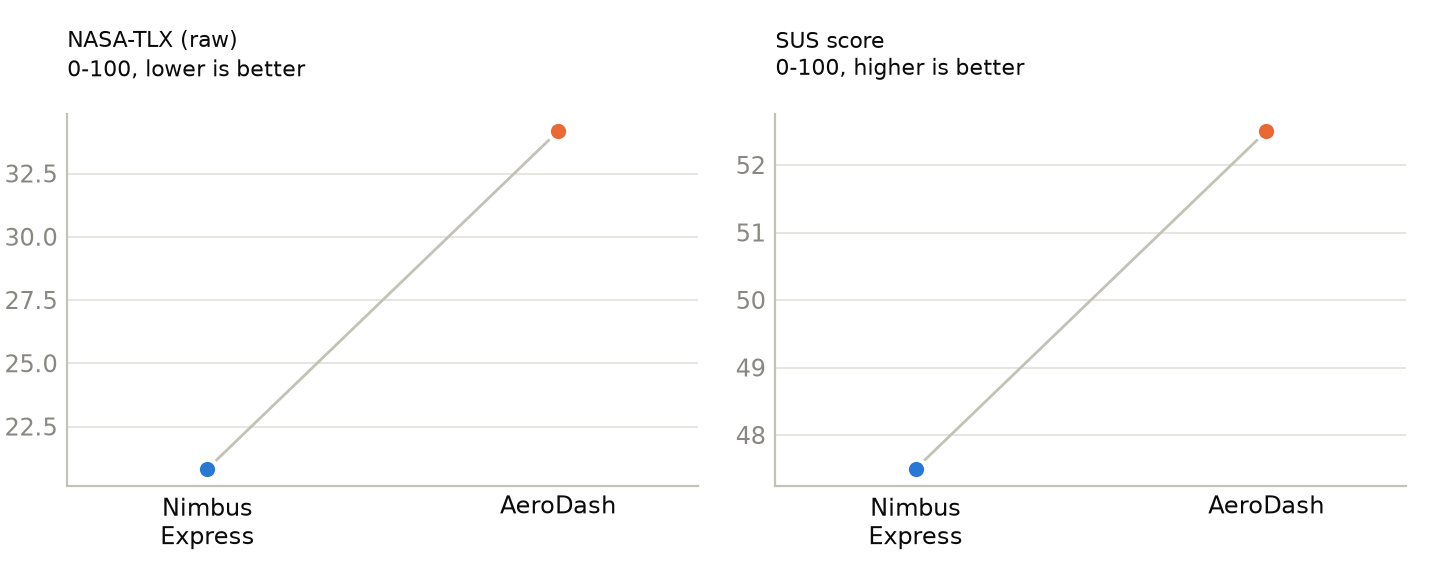 NASA-TLX (raw)
0-100, lower is better
32.5
30.0
27.5
25.0
22.5
Nimbus
Express
AeroDash
SUS score
0-100, higher is better
52
51
50
49
48
Nimbus
Express
AeroDash